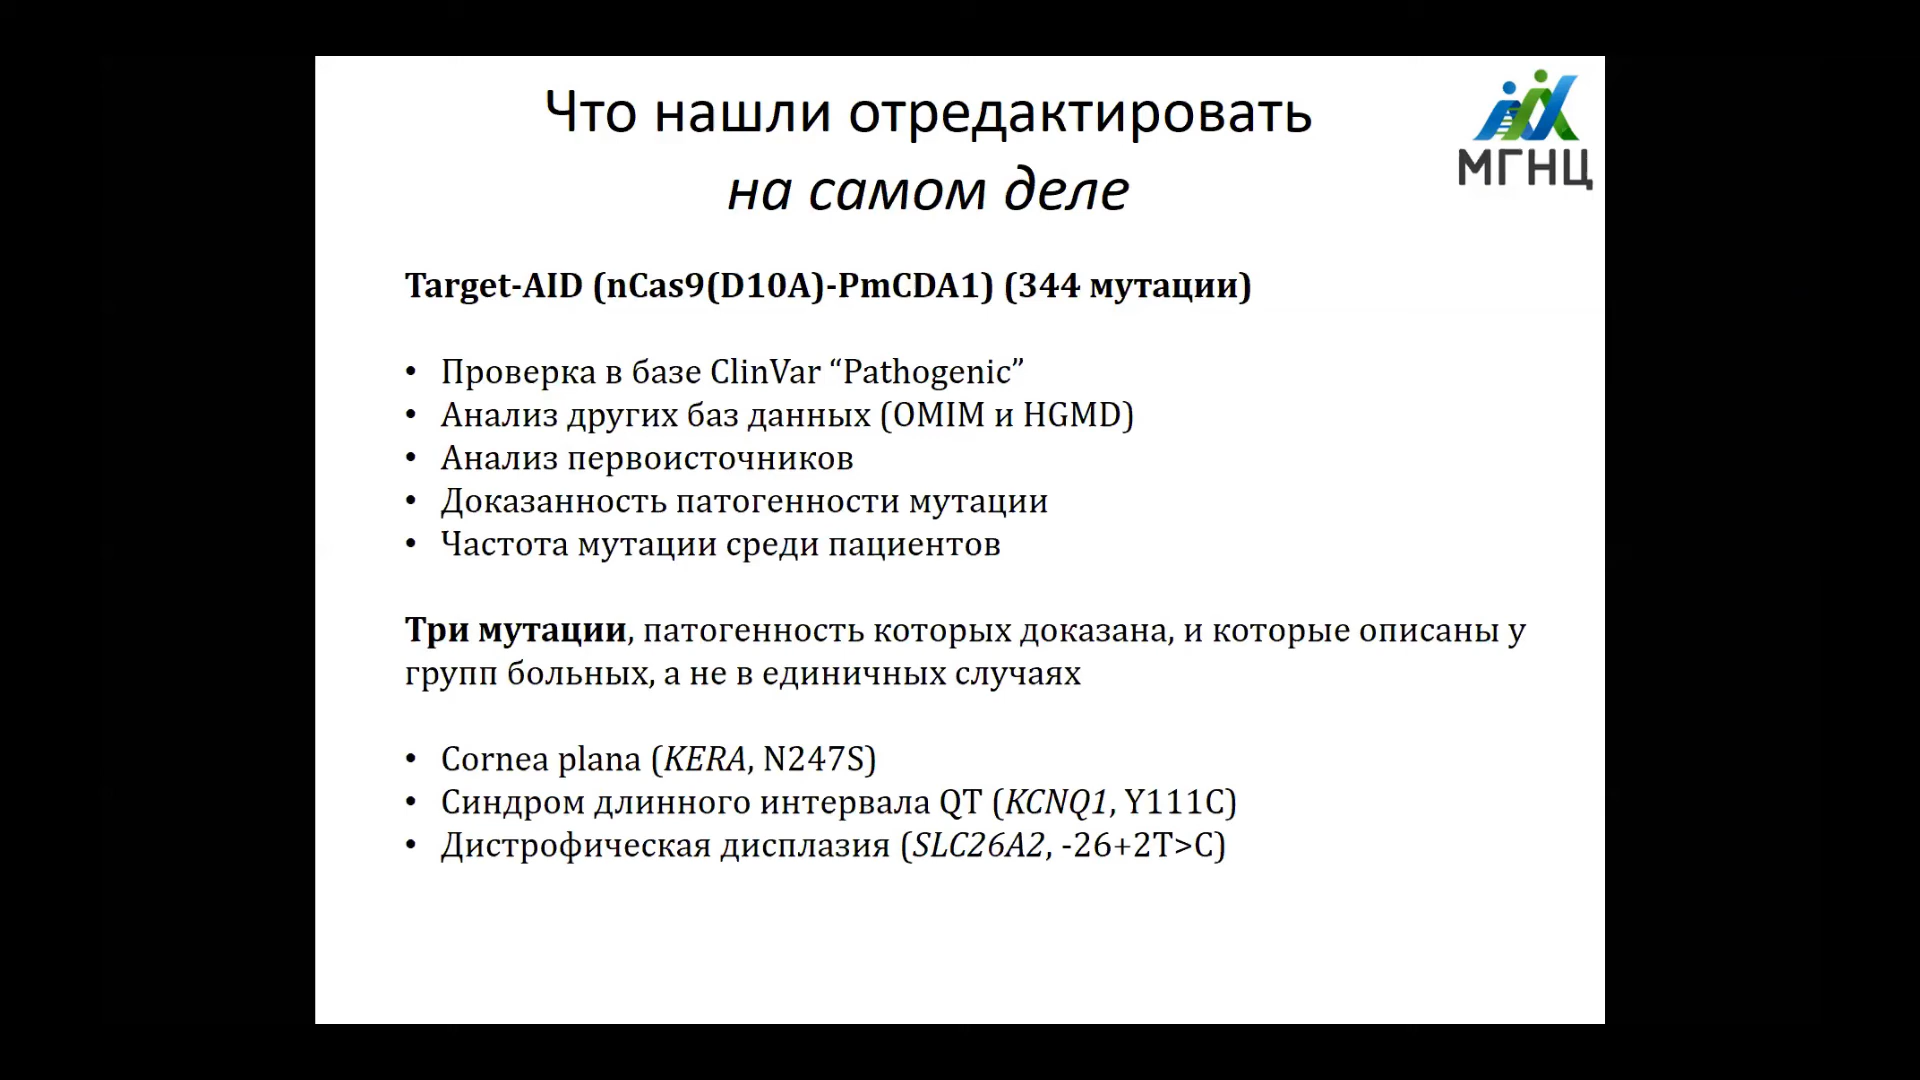 Что нашли отредактировать
на самом деле
МГНЦ
Target-AID (nCas9(D10A)-PmCDA1) (344 мутации)
• Проверка в базе ClinVar “Pathogenic”
• Анализ других баз данных (OMIM и HGMD)
• Анализ первоисточников
• Доказанность патогенности мутации
• Частота мутации среди пациентов
Три мутации, патогенность которых доказана, и которые описаны у
групп больных, а не в единичных случаях
• Cornea plana (KERA, N247S)
• Синдром длинного интервала QT (KCNQ1, Y111C)
• Дистрофическая дисплазия (SLC26A2, -26+2T>C)